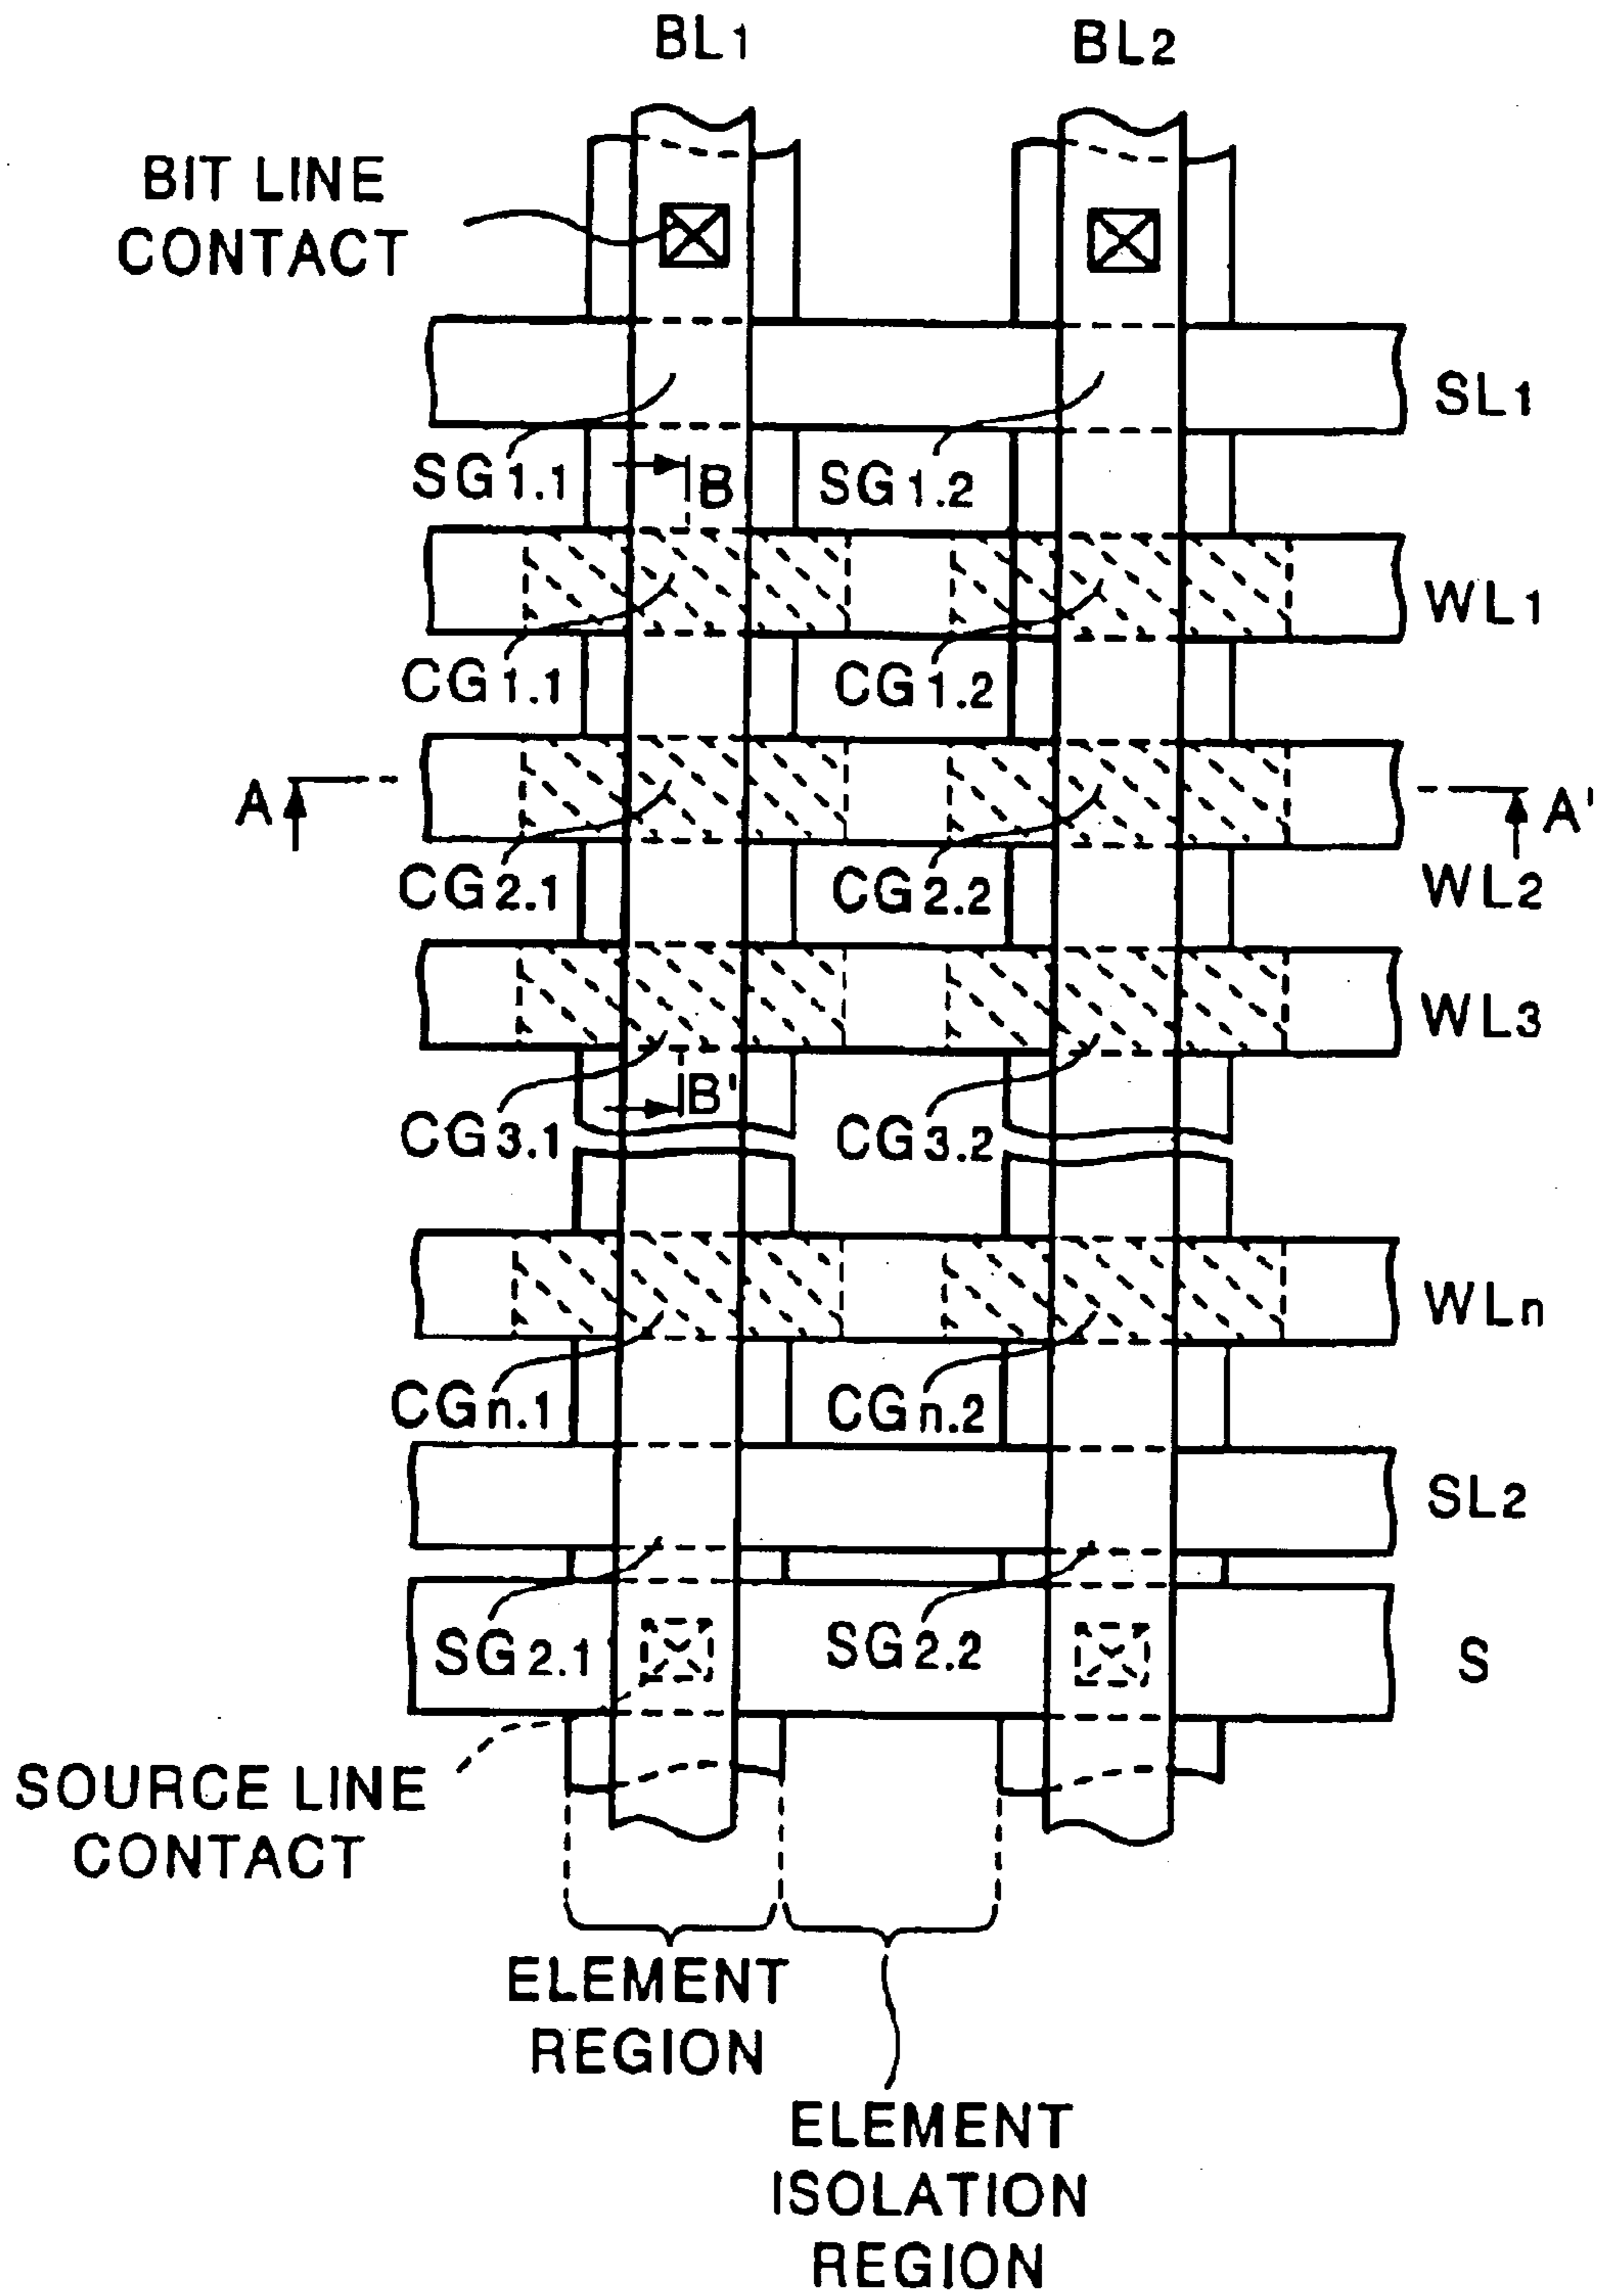 BL1
BL2
BIT LINE
CONTACT
SL1
SG1.1
B
SG1.2
WL1
CG1.1
CG1.2
A
A'
CG2.1
CG2.2
WL2
WL3
B'
CG3.1
CG3.2
WLn
CGn.1
CGn.2
SL2
SG2.1
SG2.2
S
SOURCE LINE
CONTACT
ELEMENT
REGION
ELEMENT
ISOLATION
REGION